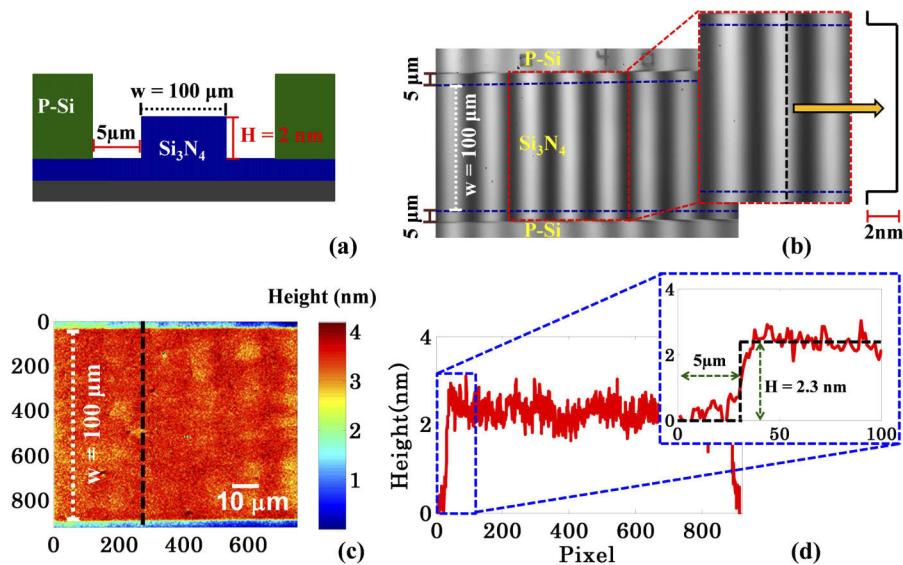 w = 100 μm
P-Si
5μm
H = 2 nm
Si₃N₄
(a)
P-Si
5 μm
w = 100 μm
Si₃N₄
5 μm
P-Si
(b)
2nm
Height (nm)
0
200
400
600
800
w = 100 μm
10 μm
0 200 400 600
4
3
2
1
0
(c)
4
2
0
Height(nm)
0 200 400 600 800
Pixel
4
2
0
5μm
H = 2.3 nm
0 50 100
(d)